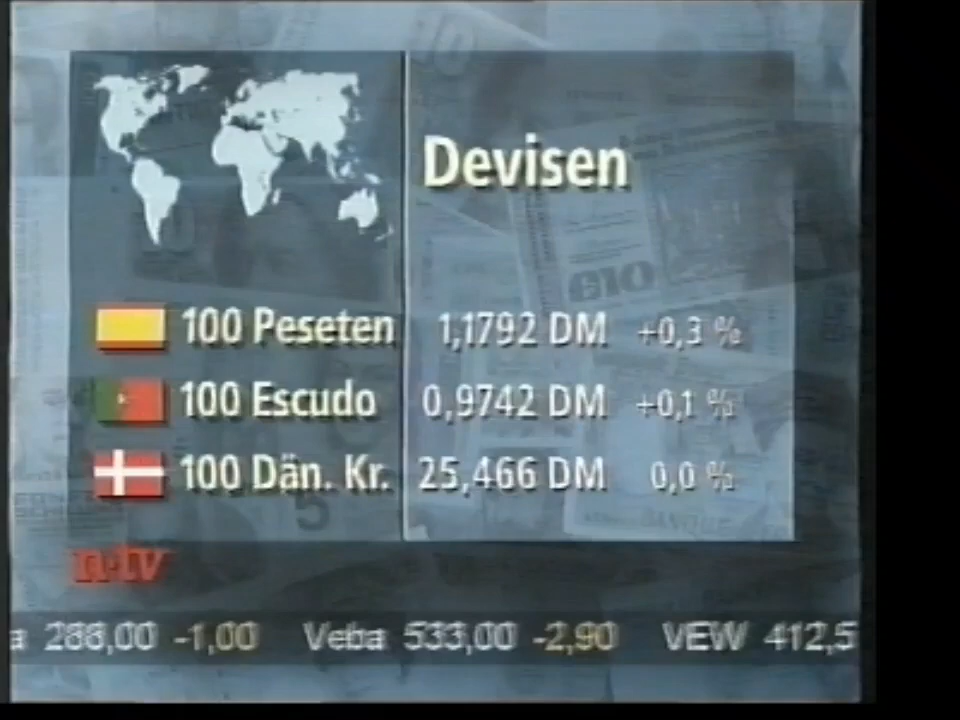 Devisen
100 Peseten 1,1792 DM +0,3 %
100 Escudo 0,9742 DM +0,1 %
100 Dän. Kr. 25,466 DM 0,0 %
n-tv
a 288,00 -1,00 Veba 533,00 -2,90 VEW 412,5